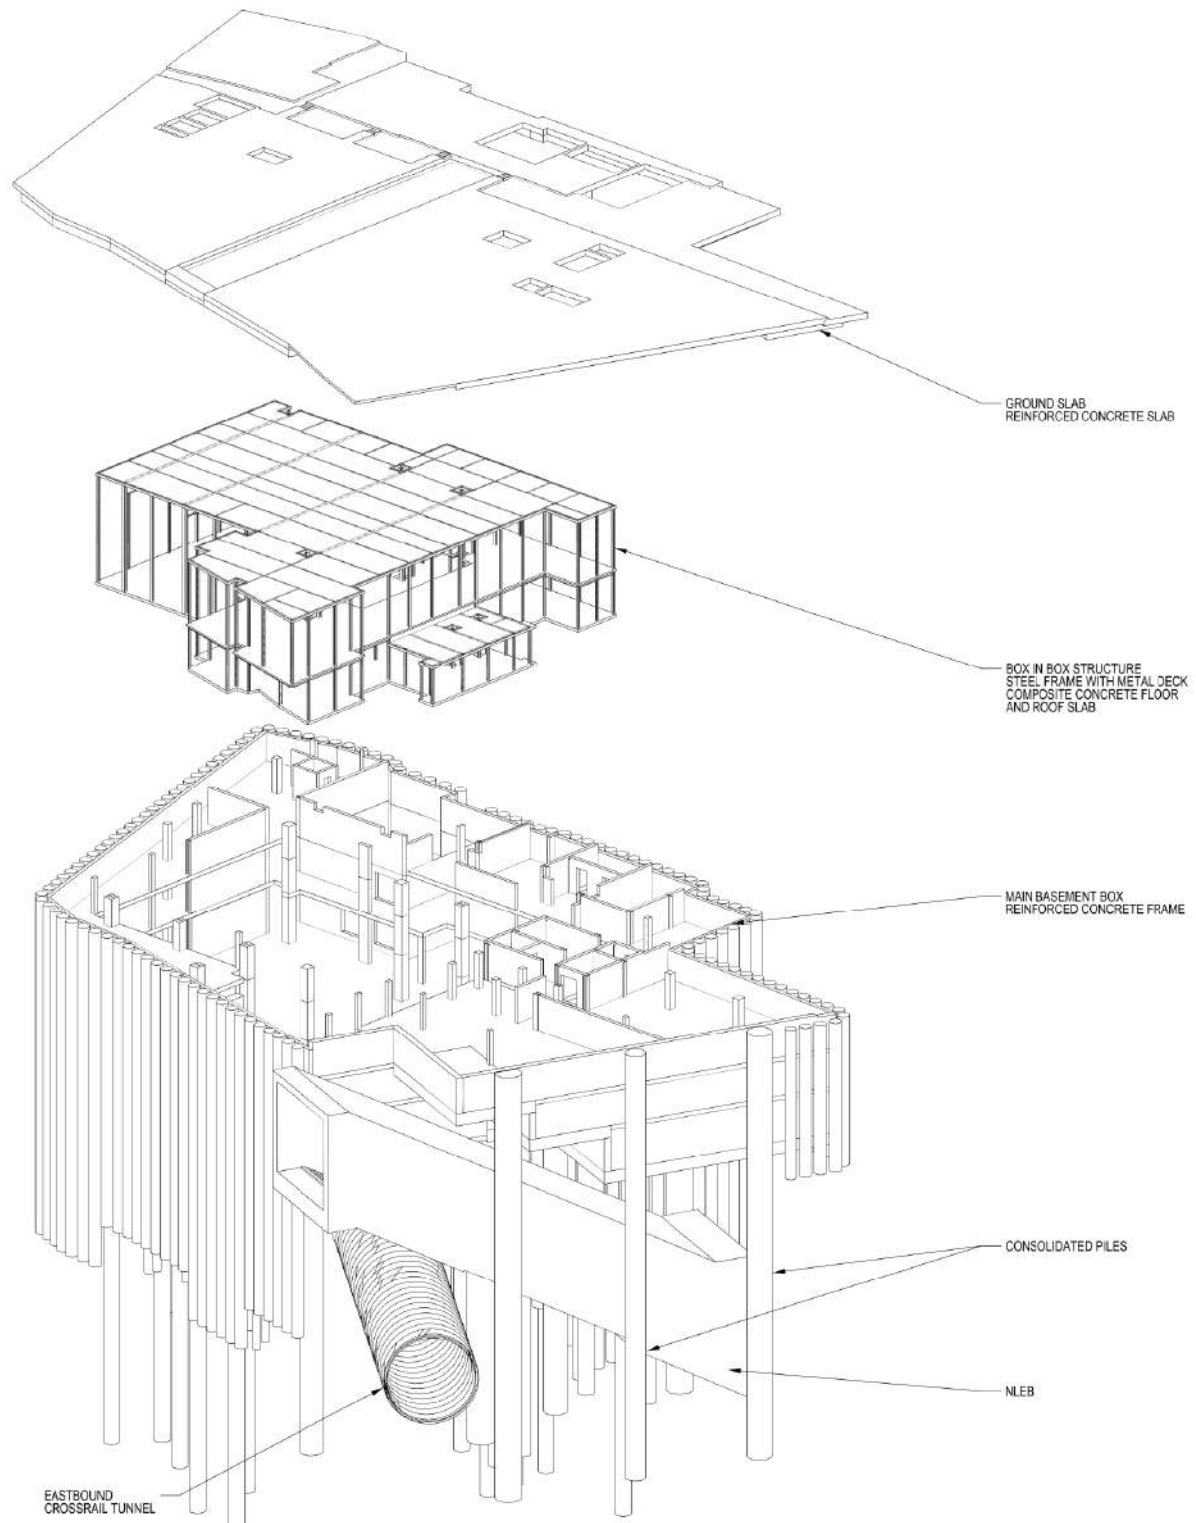 GROUND SLAB
REINFORCED CONCRETE SLAB
BOX IN BOX STRUCTURE
STEEL FRAME WITH METAL DECK
COMPOSITE CONCRETE FLOOR
AND ROOF SLAB
MAIN BASEMENT BOX
REINFORCED CONCRETE FRAME
CONSOLIDATED PILES
NLEB
EASTBOUND
CROSSRAIL TUNNEL